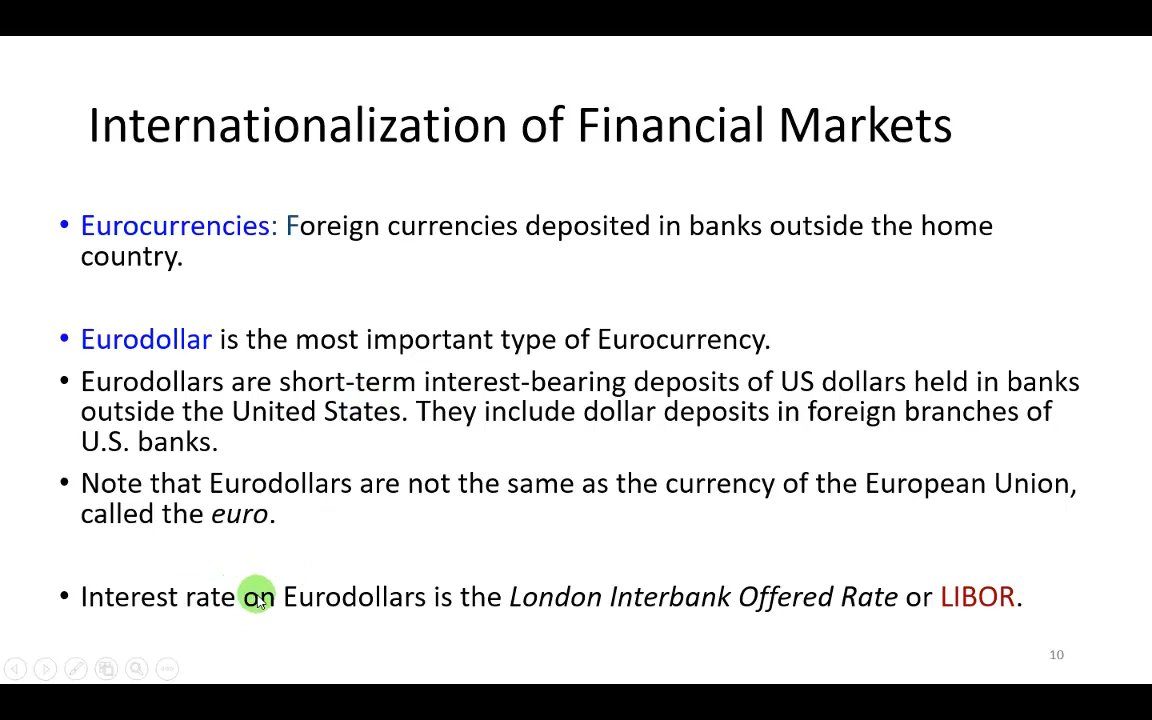 Internationalization of Financial Markets
• Eurocurrencies: Foreign currencies deposited in banks outside the home
country.
• Eurodollar is the most important type of Eurocurrency.
• Eurodollars are short-term interest-bearing deposits of US dollars held in banks
outside the United States. They include dollar deposits in foreign branches of
U.S. banks.
• Note that Eurodollars are not the same as the currency of the European Union,
called the euro.
• Interest rate on Eurodollars is the London Interbank Offered Rate or LIBOR.
10